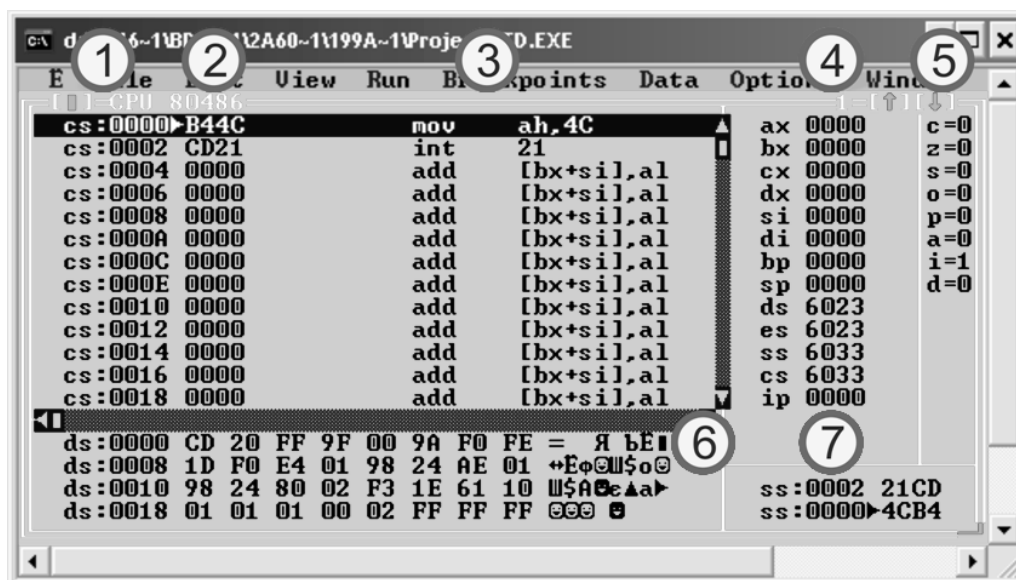 1 2 3 4 5
2A60~1\199A~1\ TD.EXE
View Run Data
CPU 80486 1
cs:0000►B44C mov ah,4C ax 0000 c=0
cs:0002 CD21 int 21 bx 0000 z=0
cs:0004 0000 add [bx+si],al cx 0000 s=0
cs:0006 0000 add [bx+si],al dx 0000 o=0
cs:0008 0000 add [bx+si],al si 0000 p=0
cs:000A 0000 add [bx+si],al di 0000 a=0
cs:000C 0000 add [bx+si],al bp 0000 i=1
cs:000E 0000 add [bx+si],al sp 0000 d=0
cs:0010 0000 add [bx+si],al ds 6023
cs:0012 0000 add [bx+si],al es 6023
cs:0014 0000 add [bx+si],al ss 6033
cs:0016 0000 add [bx+si],al cs 6033
cs:0018 0000 add [bx+si],al ip 0000
6 7
ds:0000 CD 20 FF 9F 00 9A F0 FE = Я ЪЁ■
ds:0008 1D F0 E4 01 98 24 AE 01 ↔Ёф☺Ш$о☺
ds:0010 98 24 80 02 F3 1E 61 10 Ш$А☻є▲a► ss:0002 21CD
ds:0018 01 01 01 00 02 FF FF FF ☺☺☺ ☻ ss:0000►4CB4